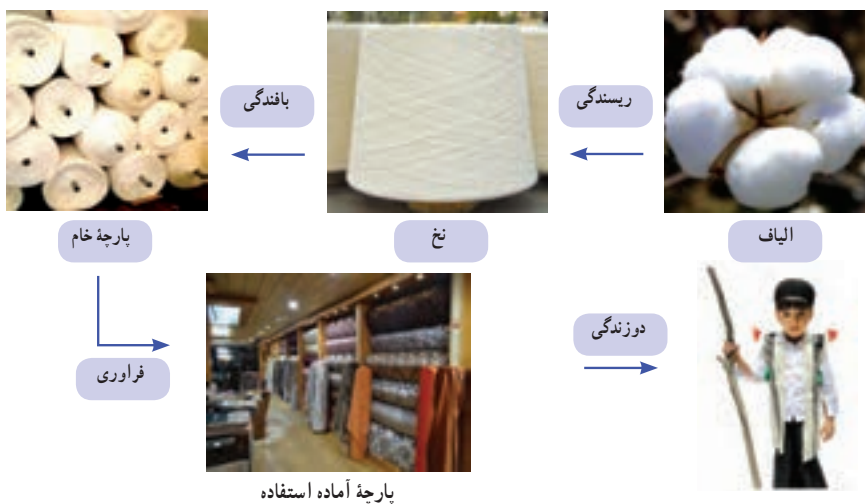 ریسندگی
بافندگی
الیاف
نخ
پارچهٔ خام
فراوری
دوزندگی
پارچهٔ آماده استفاده